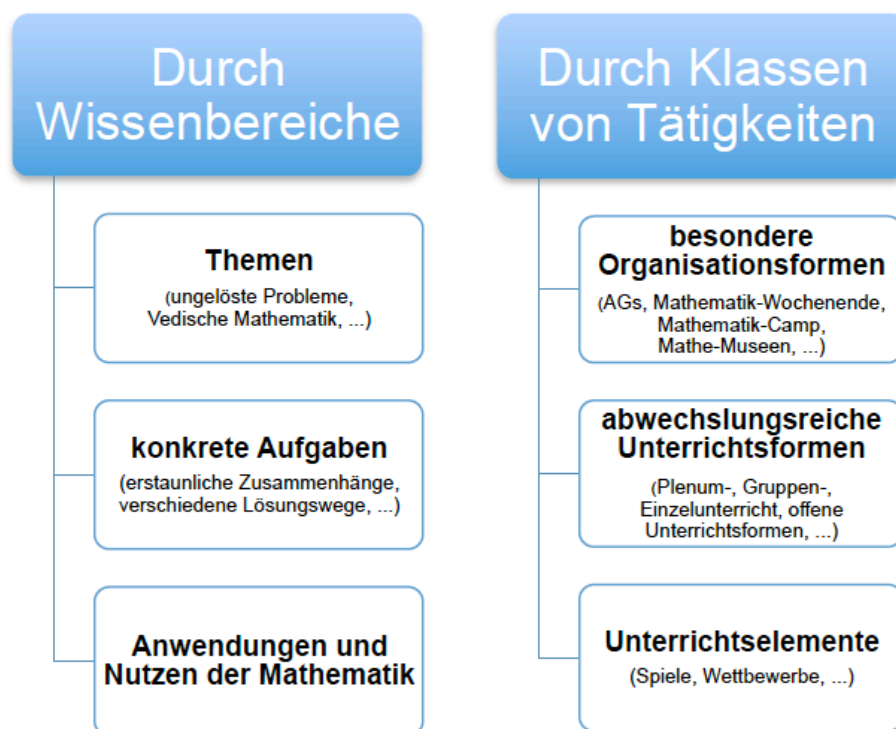 Durch
Wissenbereiche
Themen
(ungelöste Probleme,
Vedische Mathematik, ...)
konkrete Aufgaben
(erstaunliche Zusammenhänge,
verschiedene Lösungswege, ...)
Anwendungen und
Nutzen der Mathematik
Durch Klassen
von Tätigkeiten
besondere
Organisationsformen
(AGs, Mathematik-Wochenende,
Mathematik-Camp,
Mathe-Museen, ...)
abwechslungsreiche
Unterrichtsformen
(Plenum-, Gruppen-,
Einzelunterricht, offene
Unterrichtsformen, ...)
Unterrichtselemente
(Spiele, Wettbewerbe, ...)